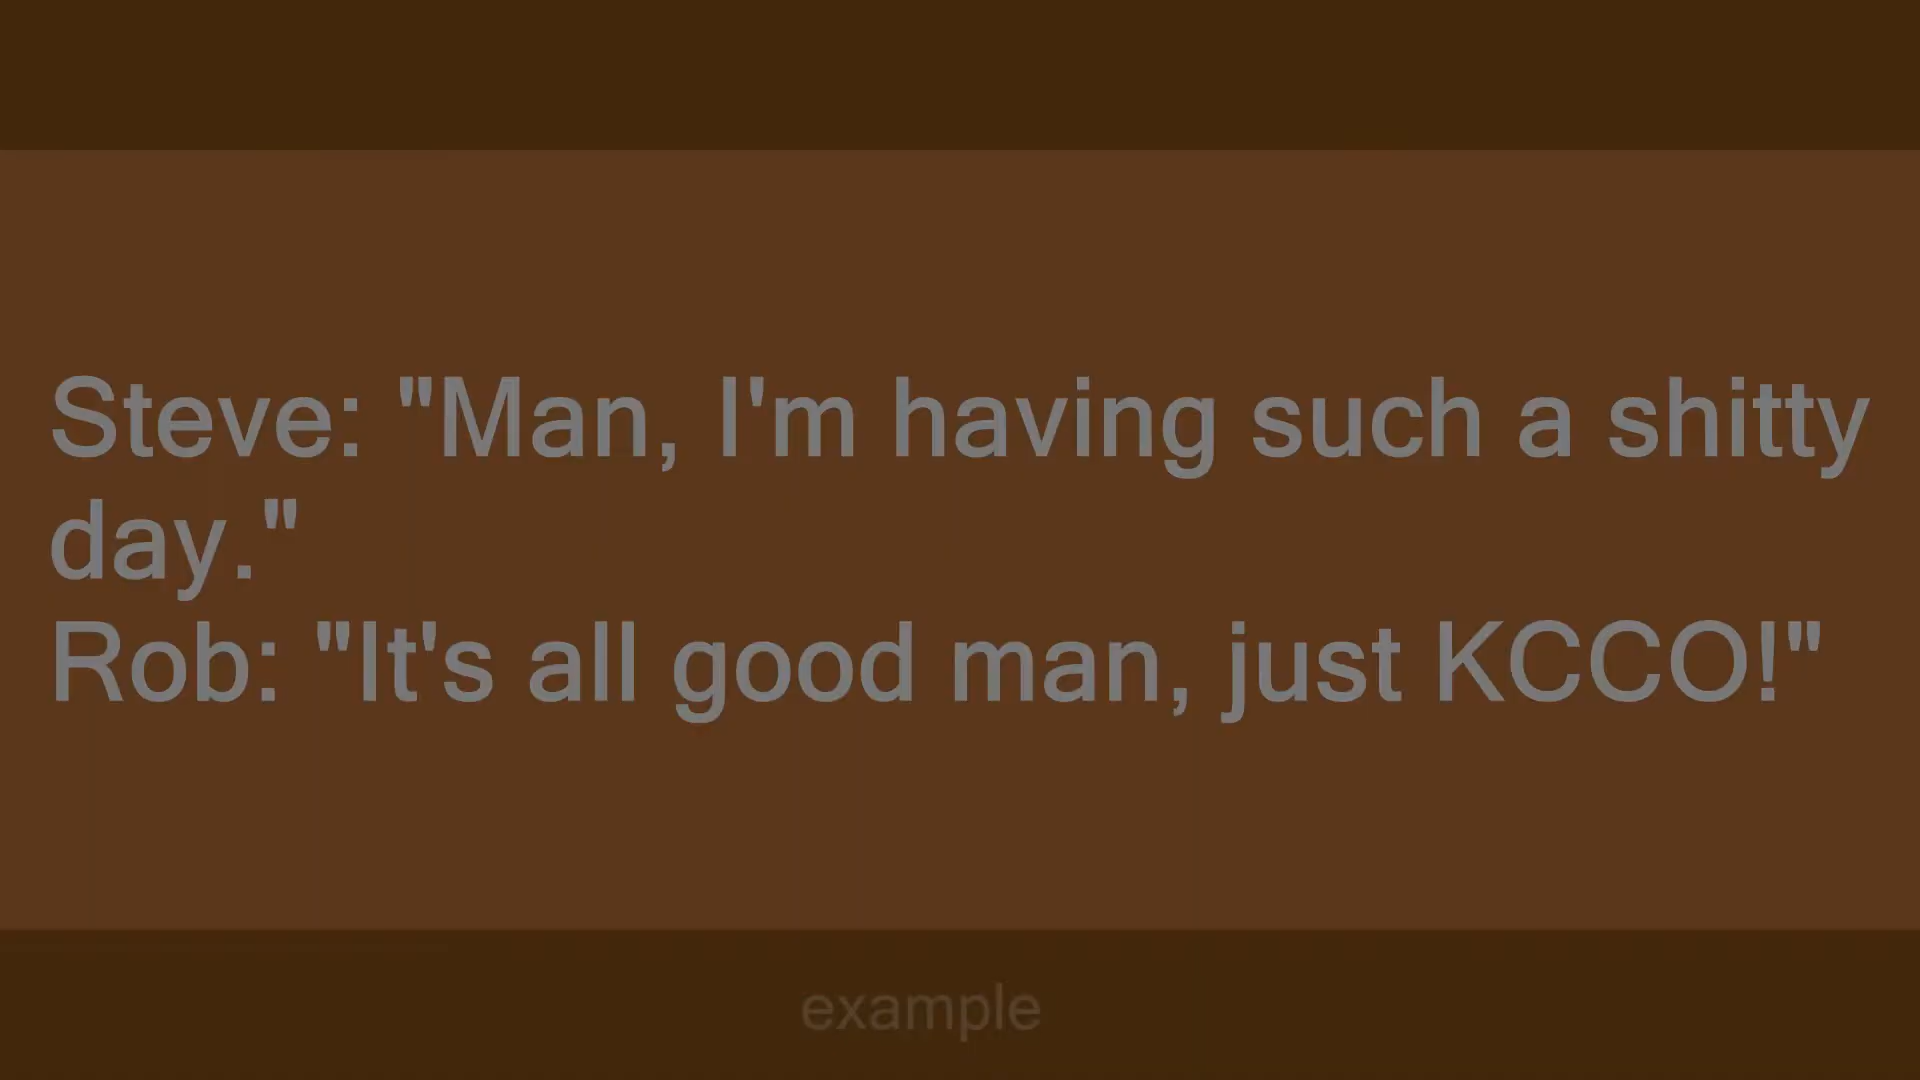 Steve: "Man, I'm having such a shitty
day."
Rob: "It's all good man, just KCCO!"
example